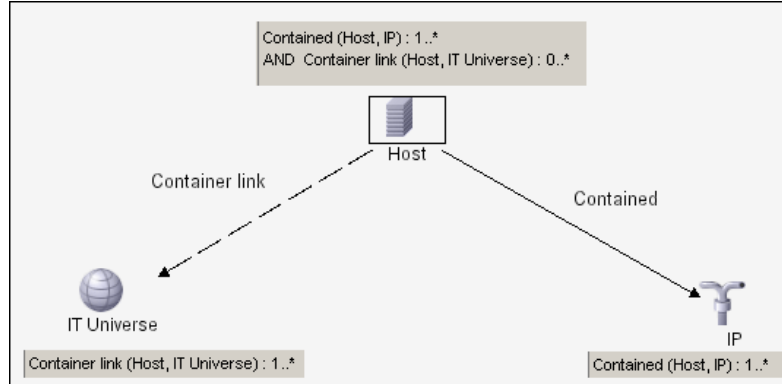 Contained (Host, IP) : 1..*
AND Container link (Host, IT Universe) : 0..*
Host
Container link
Contained
IT Universe
IP
Container link (Host, IT Universe) : 1..*
Contained (Host, IP) : 1..*